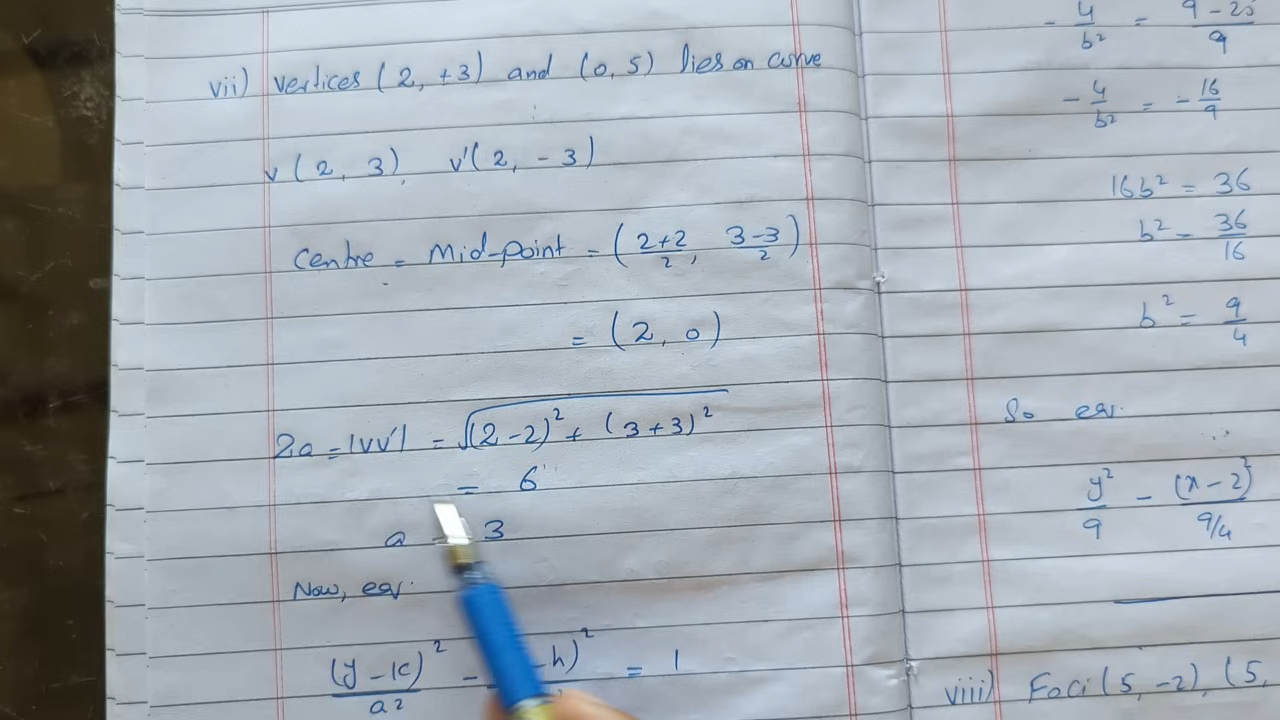 vii) vertices (2, +3) and (0, 5) lies on curve
v (2, 3), v'(2, -3)
Centre = Mid-point = (2+2/2, 3-3/2)
= (2, 0)
2a = |vv'| = √(2-2)² + (3+3)²
= 6
a = 3
Now, eq.
(y-k)²/a² - -h)² = 1
- 4/b² = 9-25/9
- 4/b² = - 16/9
16b² = 36
b² = 36/16
b² = 9/4
So eq.
y²/9 - (x-2)²/9/4
viii) Foci (5, -2), (5,